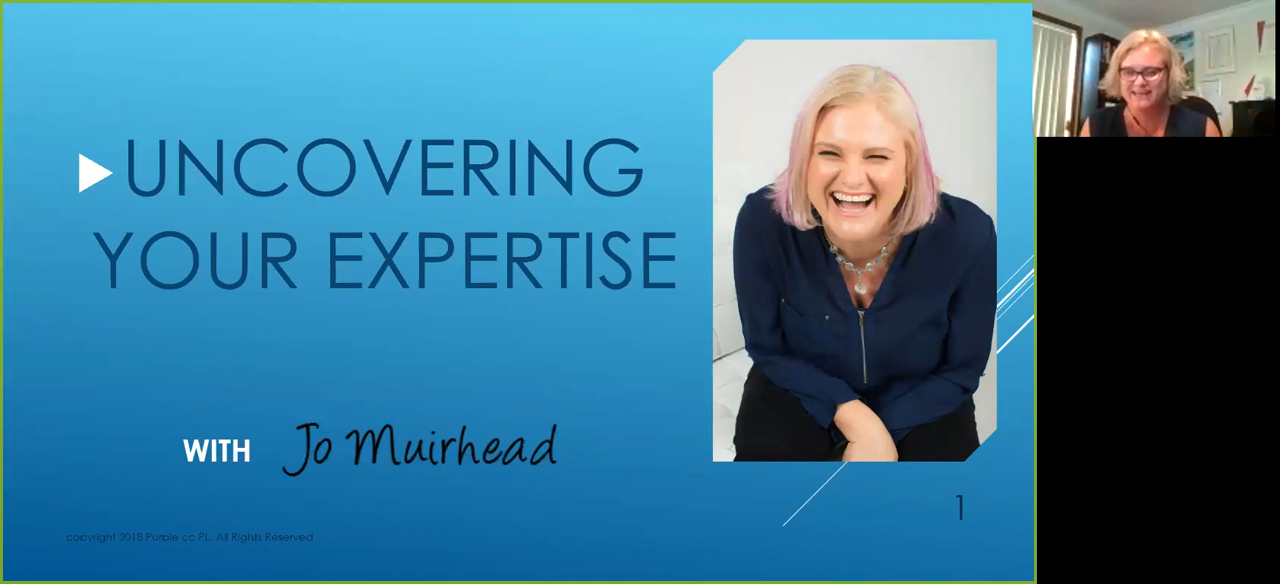 UNCOVERING
YOUR EXPERTISE
WITH Jo Muirhead
1
copyright 2018 Purple co PL. All Rights Reserved